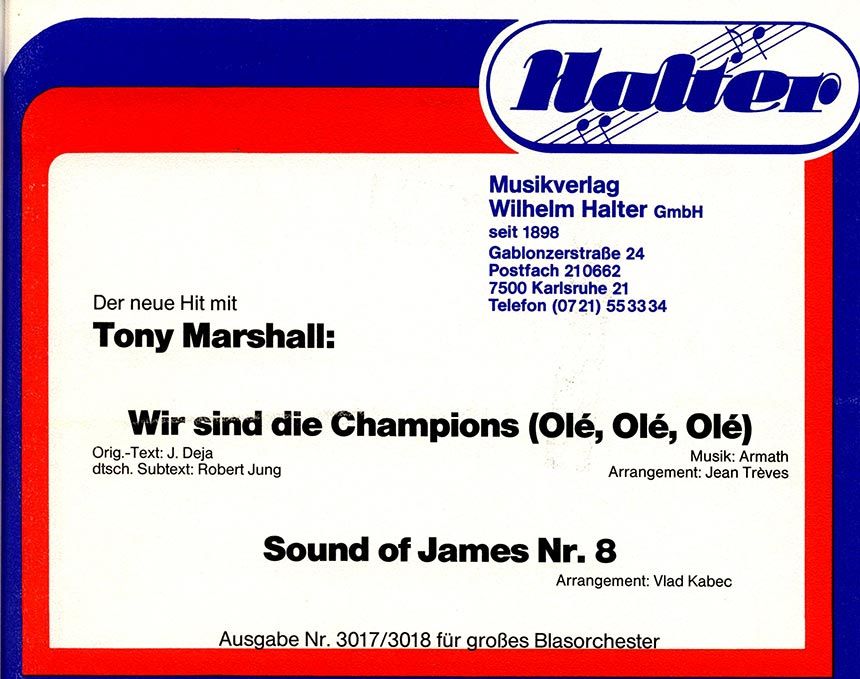 Halter
Musikverlag
Wilhelm Halter GmbH
seit 1898
Gablonzerstraße 24
Postfach 210662
7500 Karlsruhe 21
Telefon (0721) 553334
Der neue Hit mit
Tony Marshall:
Wir sind die Champions (Olé, Olé, Olé)
Orig.-Text: J. Deja
dtsch. Subtext: Robert Jung
Musik: Armath
Arrangement: Jean Trèves
Sound of James Nr. 8
Arrangement: Vlad Kabec
Ausgabe Nr. 3017/3018 für großes Blasorchester